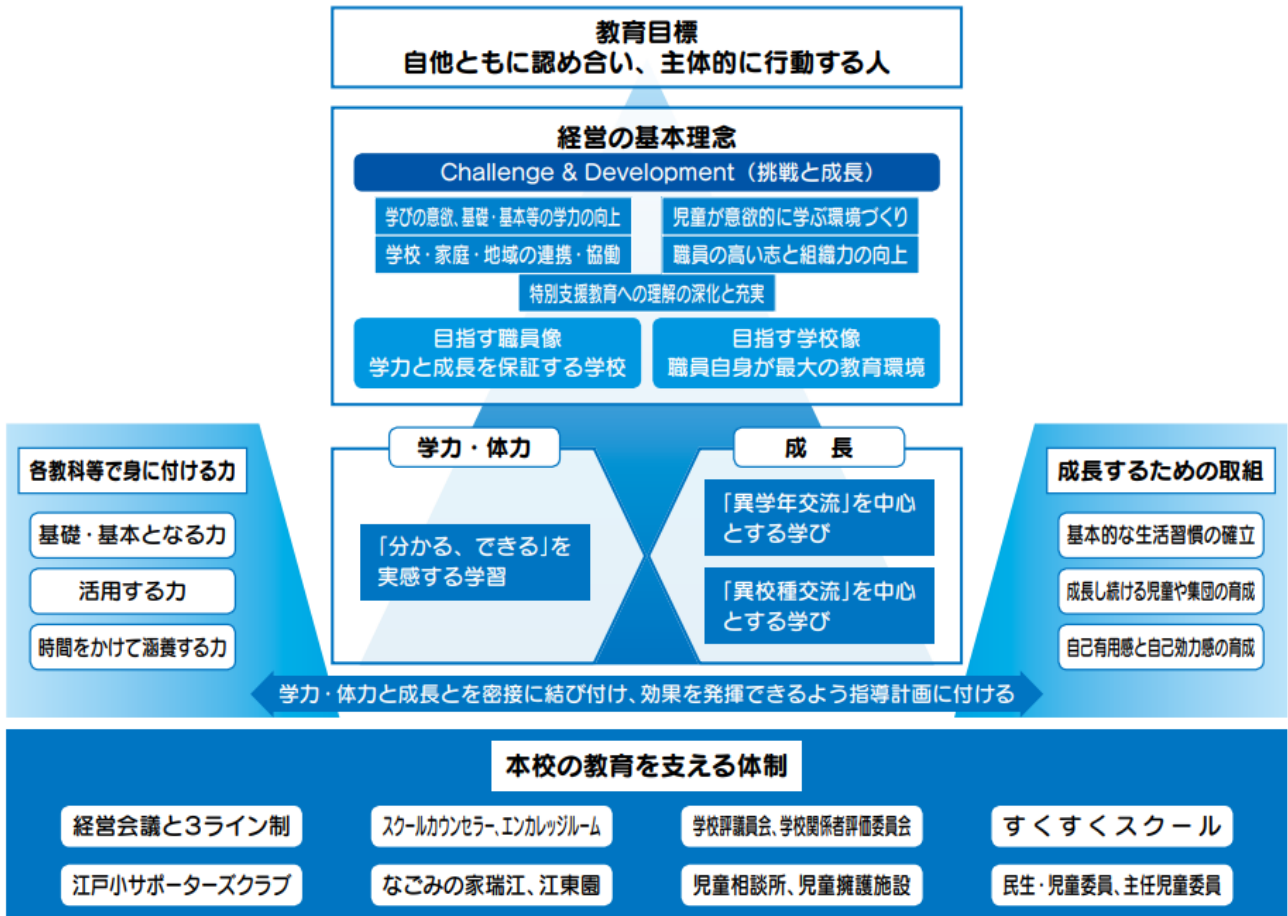 教育目標
自他ともに認め合い、主体的に行動する人
経営の基本理念
Challenge & Development（挑戦と成長）
学びの意欲、基礎・基本等の学力の向上
児童が意欲的に学ぶ環境づくり
学校・家庭・地域の連携・協働
職員の高い志と組織力の向上
特別支援教育への理解の深化と充実
目指す職員像
学力と成長を保証する学校
目指す学校像
職員自身が最大の教育環境
各教科等で身に付ける力
基礎・基本となる力
活用する力
時間をかけて涵養する力
学力・体力
「分かる、できる」を
実感する学習
成　長
「異学年交流」を中心
とする学び
「異校種交流」を中心
とする学び
成長するための取組
基本的な生活習慣の確立
成長し続ける児童や集団の育成
自己有用感と自己効力感の育成
学力・体力と成長とを密接に結び付け、効果を発揮できるよう指導計画に付ける
本校の教育を支える体制
経営会議と3ライン制
スクールカウンセラー、エンカレッジルーム
学校評議員会、学校関係者評価委員会
すくすくスクール
江戸小サポーターズクラブ
なごみの家瑞江、江東園
児童相談所、児童擁護施設
民生・児童委員、主任児童委員